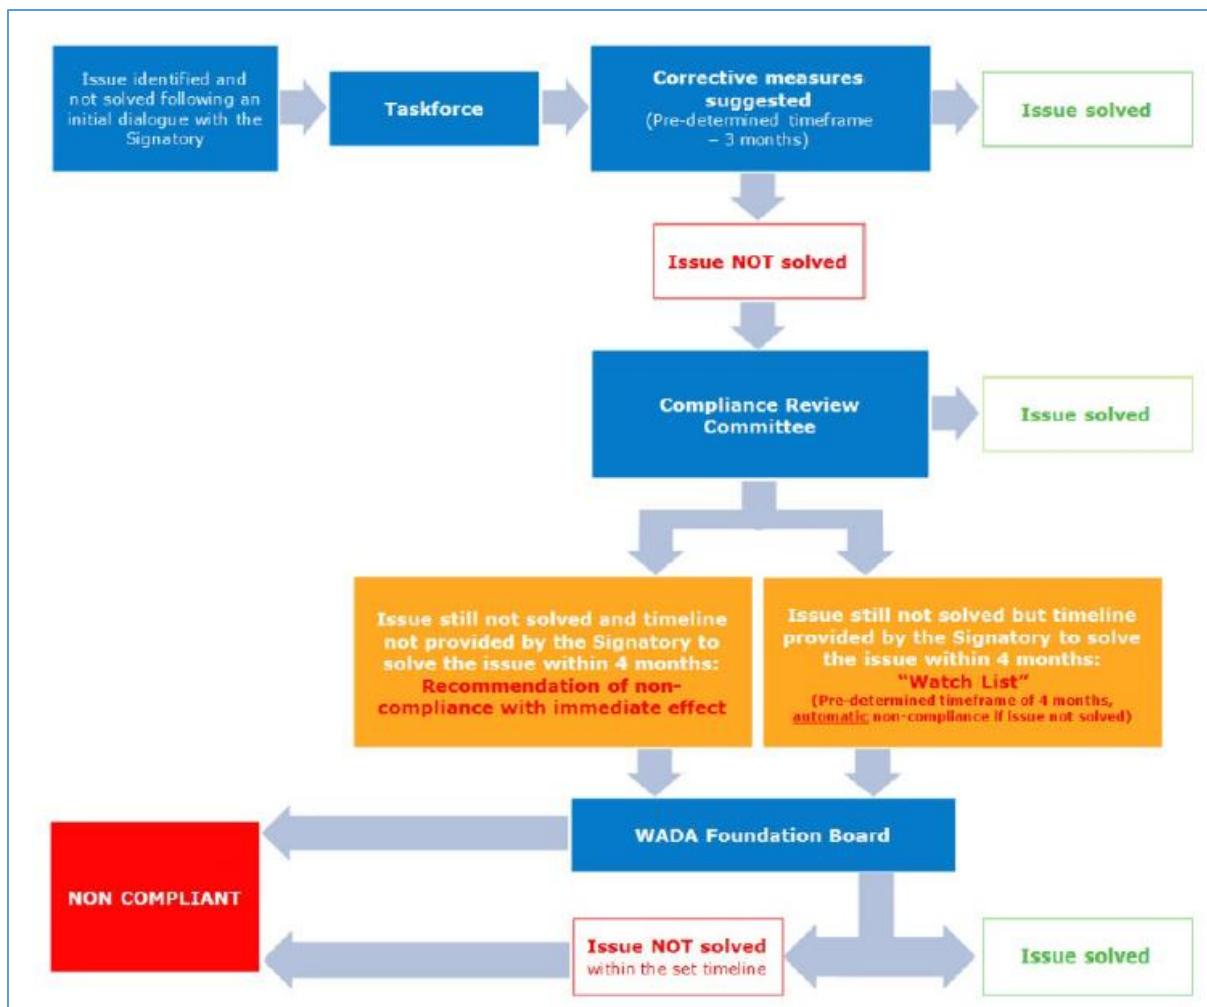 Issue identified and
not solved following an
initial dialogue with the
Signatory
Taskforce
Corrective measures
suggested
(Pre-determined timeframe
– 3 months)
Issue solved
Issue NOT solved
Compliance Review
Committee
Issue solved
Issue still not solved and timeline
not provided by the Signatory to
solve the issue within 4 months:
Recommendation of non-
compliance with immediate effect
Issue still not solved but timeline
provided by the Signatory to solve
the issue within 4 months:
“Watch List”
(Pre-determined timeframe of 4 months,
automatic non-compliance if issue not solved)
WADA Foundation Board
NON COMPLIANT
Issue NOT solved
within the set timeline
Issue solved